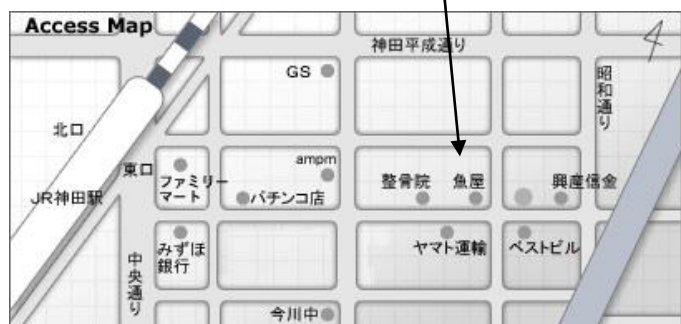 Access Map
神田平成通り
GS
昭和通り
北口
東口
ampm
ファミリー
マート
パチンコ店
整骨院
魚屋
興産信金
JR神田駅
みずほ
銀行
ヤマト運輸
ベストビル
中央通り
今川中